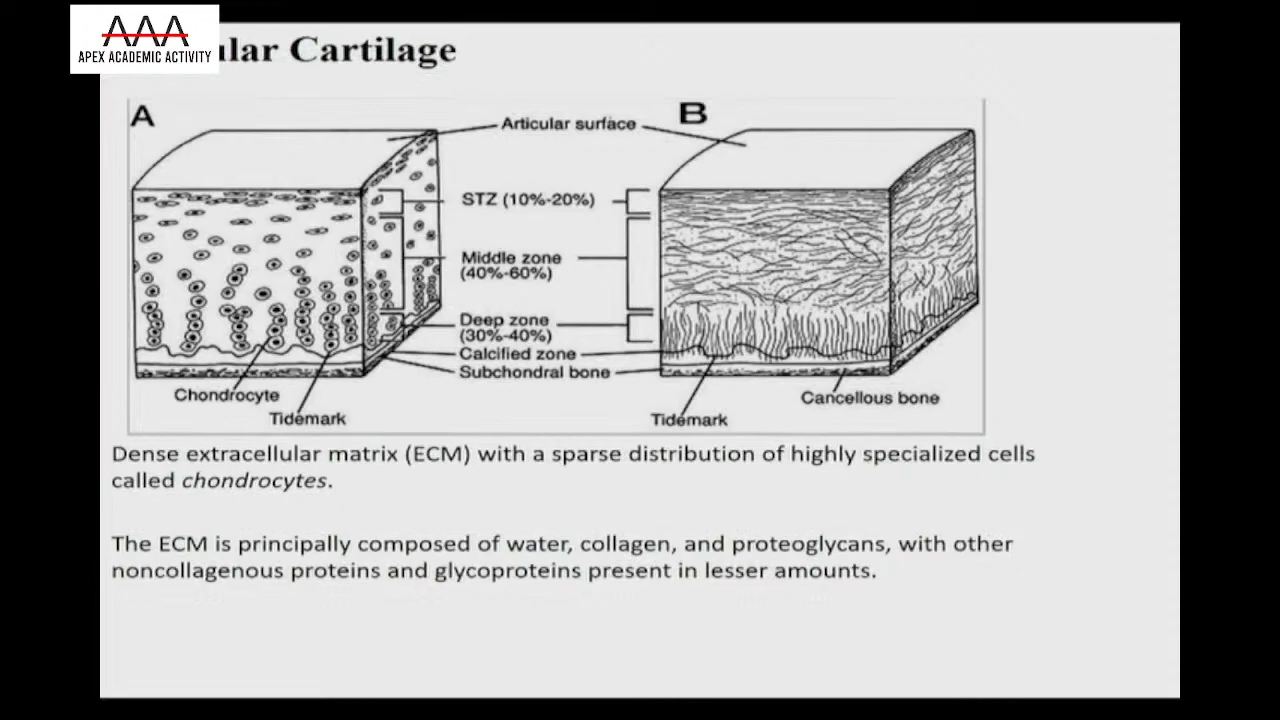 AAA
APEX ACADEMIC ACTIVITY
ular Cartilage
A
B
Articular surface
STZ (10%-20%)
Middle zone
(40%-60%)
Deep zone
(30%-40%)
Calcified zone
Subchondral bone
Chondrocyte
Tidemark
Tidemark
Cancellous bone
Dense extracellular matrix (ECM) with a sparse distribution of highly specialized cells
called chondrocytes.
The ECM is principally composed of water, collagen, and proteoglycans, with other
noncollagenous proteins and glycoproteins present in lesser amounts.